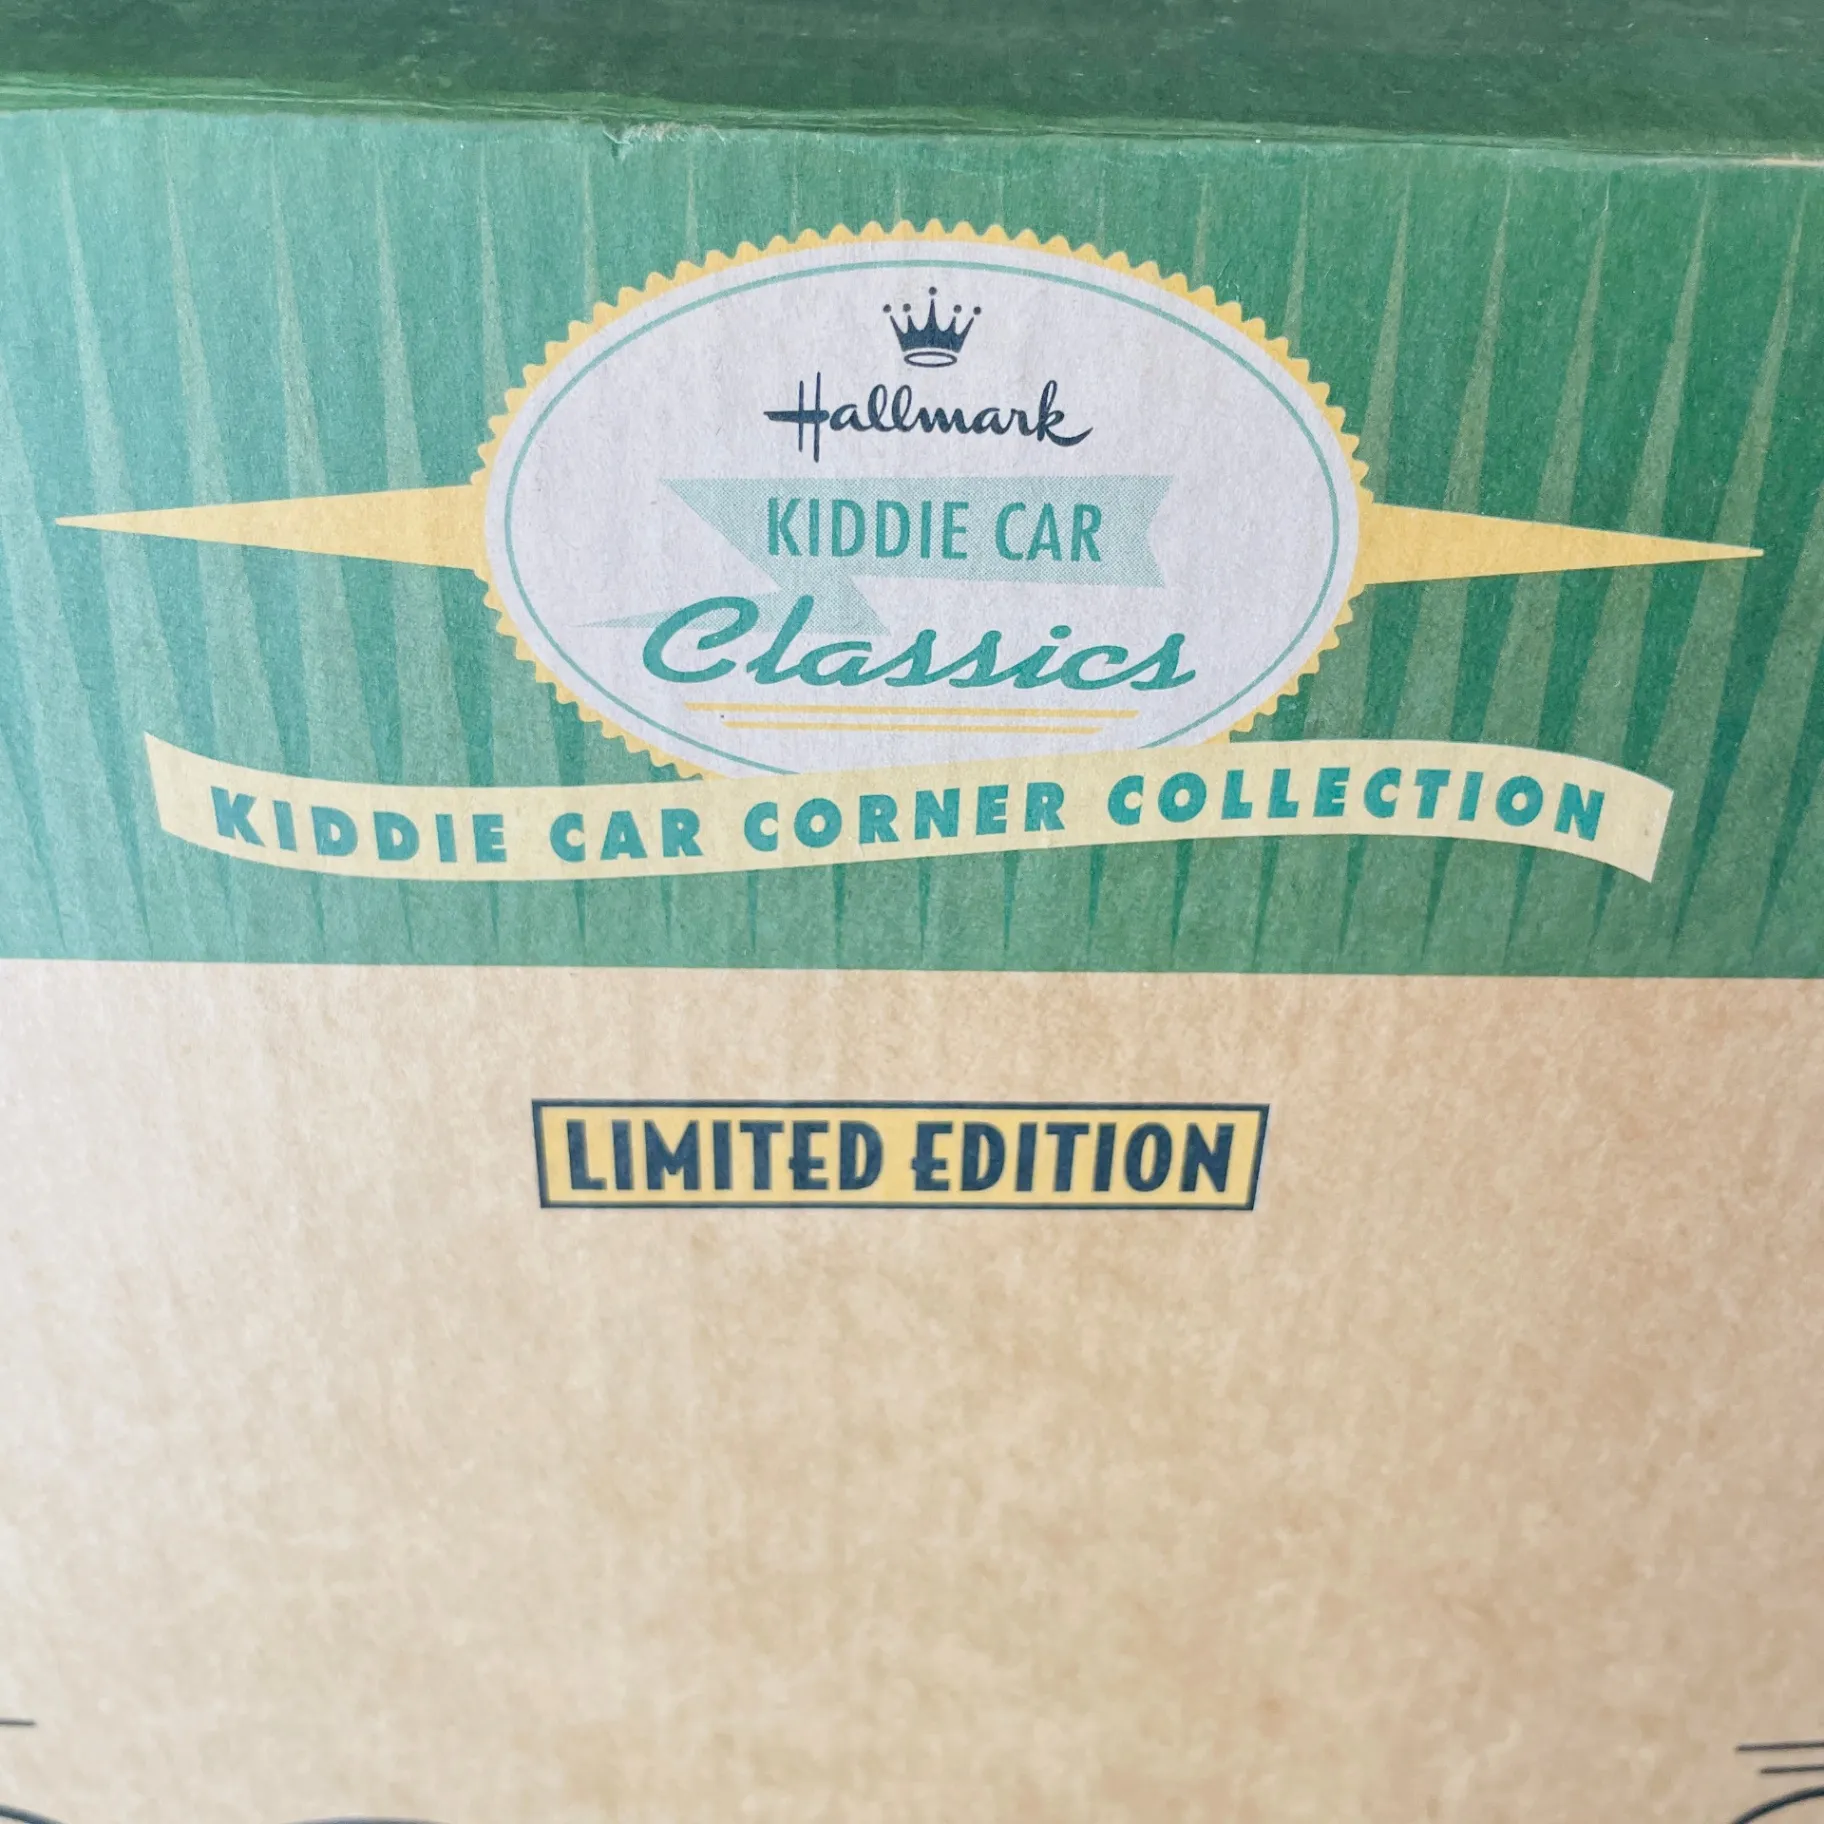 Hallmark
KIDDIE CAR
Classics
KIDDIE CAR CORNER COLLECTION
LIMITED EDITION